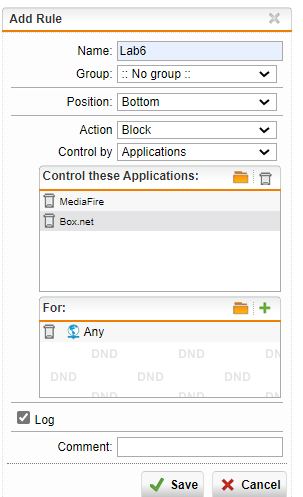 Add Rule
Name: Lab6
Group: :: No group ::
Position: Bottom
Action Block
Control by Applications
Control these Applications:
MediaFire
Box.net
For:
Any
DND DND DND
DND DND DND
DND DND DND
Log
Comment:
Save Cancel